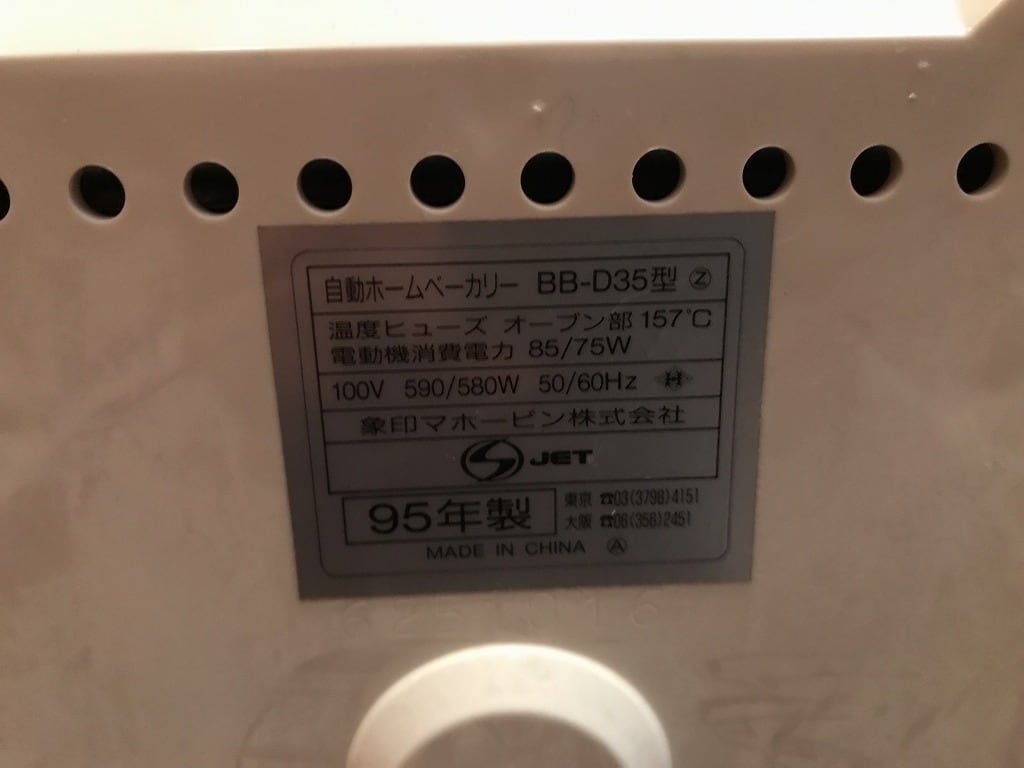 自動ホームベーカリー BB-D35型 Ⓩ
温度ヒューズ オーブン部 157℃
電動機消費電力 85/75W
100V 590/580W 50/60Hz
象印マホービン株式会社
JET
95年製
東京 ☎03(3798)4151
大阪 ☎06(356)2451
MADE IN CHINA Ⓐ